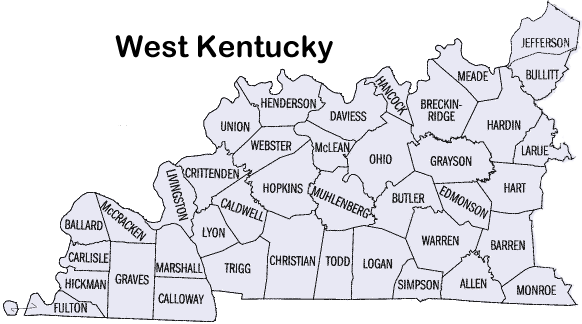 West Kentucky
JEFFERSON
BULLITT
MEADE
HANCOCK
BRECKIN-
RIDGE
HARDIN
LARUE
HENDERSON
DAVIESS
UNION
WEBSTER
McLEAN
OHIO
GRAYSON
CRITTENDEN
LIVINGSTON
HOPKINS
MUHLENBERG
BUTLER
EDMONSON
HART
CALDWELL
McCRACKEN
BALLARD
LYON
WARREN
BARREN
CARLISLE
MARSHALL
TRIGG
CHRISTIAN
TODD
LOGAN
HICKMAN
GRAVES
SIMPSON
ALLEN
MONROE
CALLOWAY
FULTON